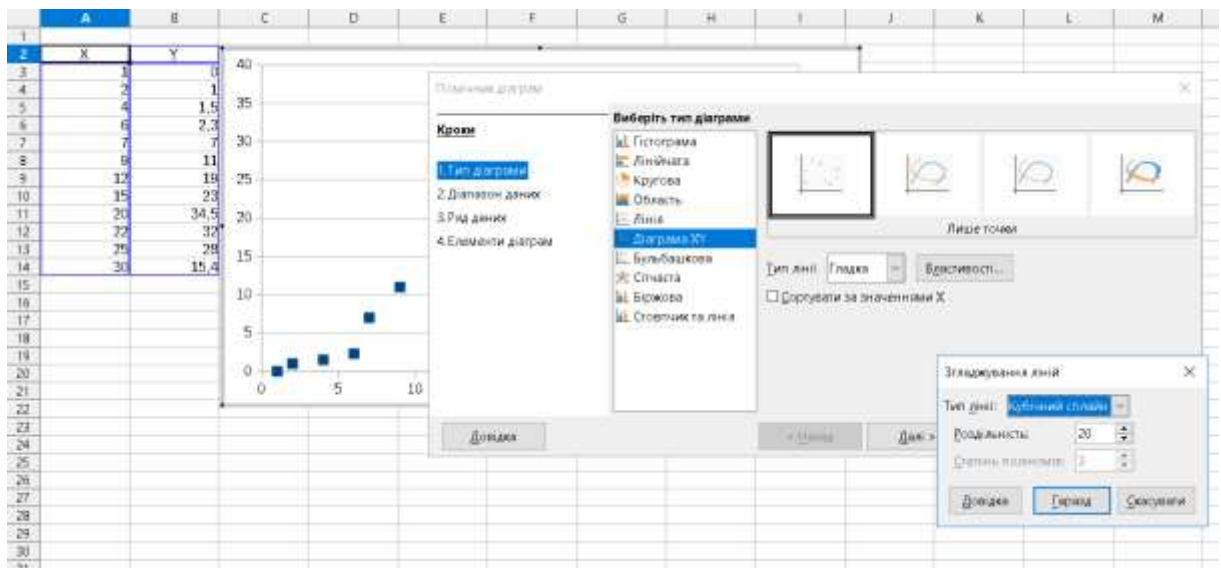 A B C D E F G H I J K L M
1
2 X Y
3 1 0
4 2 1
5 4 1,5
6 6 2,3
7 7 7
8 9 11
9 12 19
10 15 23
11 20 34,5
12 22 32
13 25 28
14 30 15,4
15
16
17
18
19
20
21
22
23
24
25
26
27
28
29
30
31
40
35
30
25
20
15
10
5
0
0 5 10
Помічник діаграм
Кроки
1.Тип діаграми
2.Діапазон даних
3.Ряд даних
4.Елементи діаграм
Виберіть тип діаграми
Гістограма
Лінійчата
Кругова
Область
Лінія
Діаграма XY
Бульбашкова
Сітчаста
Біржова
Стовпчик та лінія
Лише точки
Тип лінії Гладка
Властивості...
Сортувати за значеннями X
Довідка
< Назад
Далі >
Згладжування ліній
Тип лінії: Кубічний сплайн
Роздільність: 20
Степінь поліномів: 3
Довідка Гаразд Скасувати